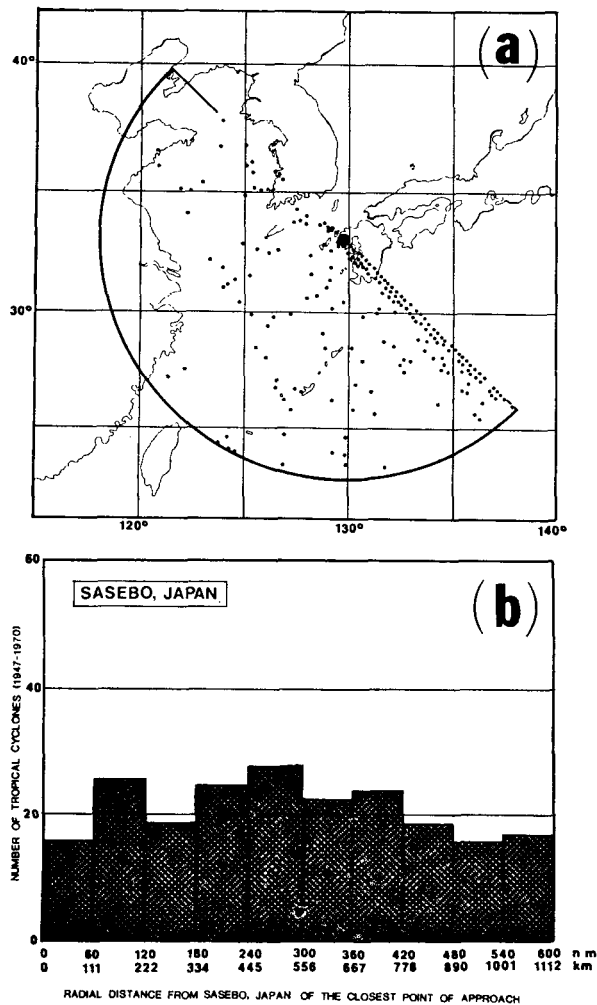 (a)
40°
30°
120° 130° 140°
60
SASEBO, JAPAN
(b)
NUMBER OF TROPICAL CYCLONES (1947-1970)
40
20
0
0 60 120 180 240 300 360 420 480 540 600 n m
0 111 222 334 445 556 667 778 890 1001 1112 km
RADIAL DISTANCE FROM SASEBO, JAPAN OF THE CLOSEST POINT OF APPROACH